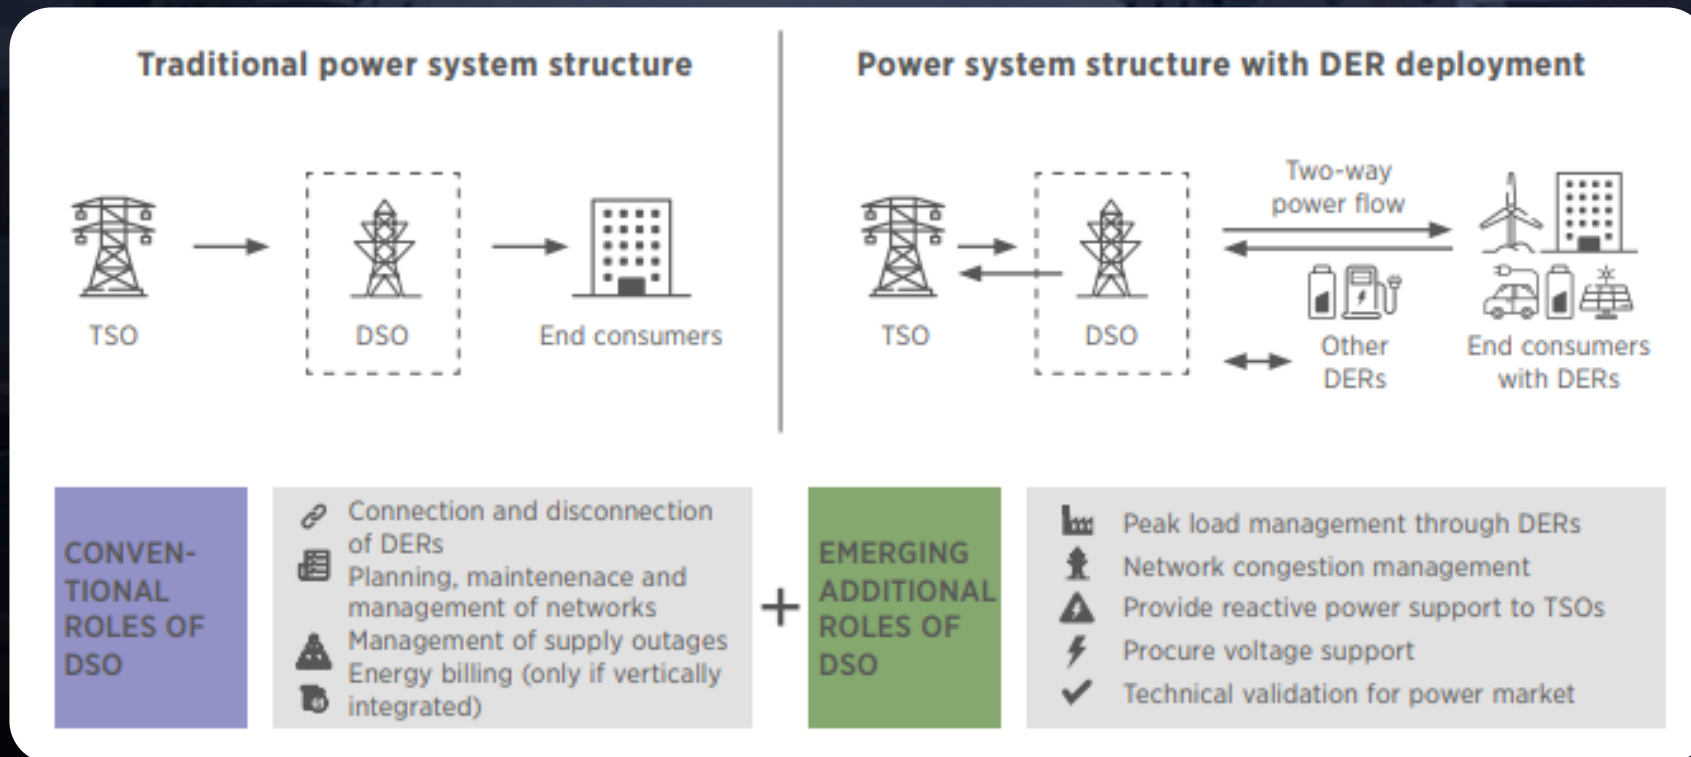 Traditional power system structure
TSO
DSO
End consumers
Power system structure with DER deployment
Two-way
power flow
TSO
DSO
Other
DERs
End consumers
with DERs
CONVEN-
TIONAL
ROLES OF
DSO
Connection and disconnection
of DERs
Planning, maintenenace and
management of networks
Management of supply outages
Energy billing (only if vertically
integrated)
+
EMERGING
ADDITIONAL
ROLES OF
DSO
Peak load management through DERs
Network congestion management
Provide reactive power support to TSOs
Procure voltage support
Technical validation for power market